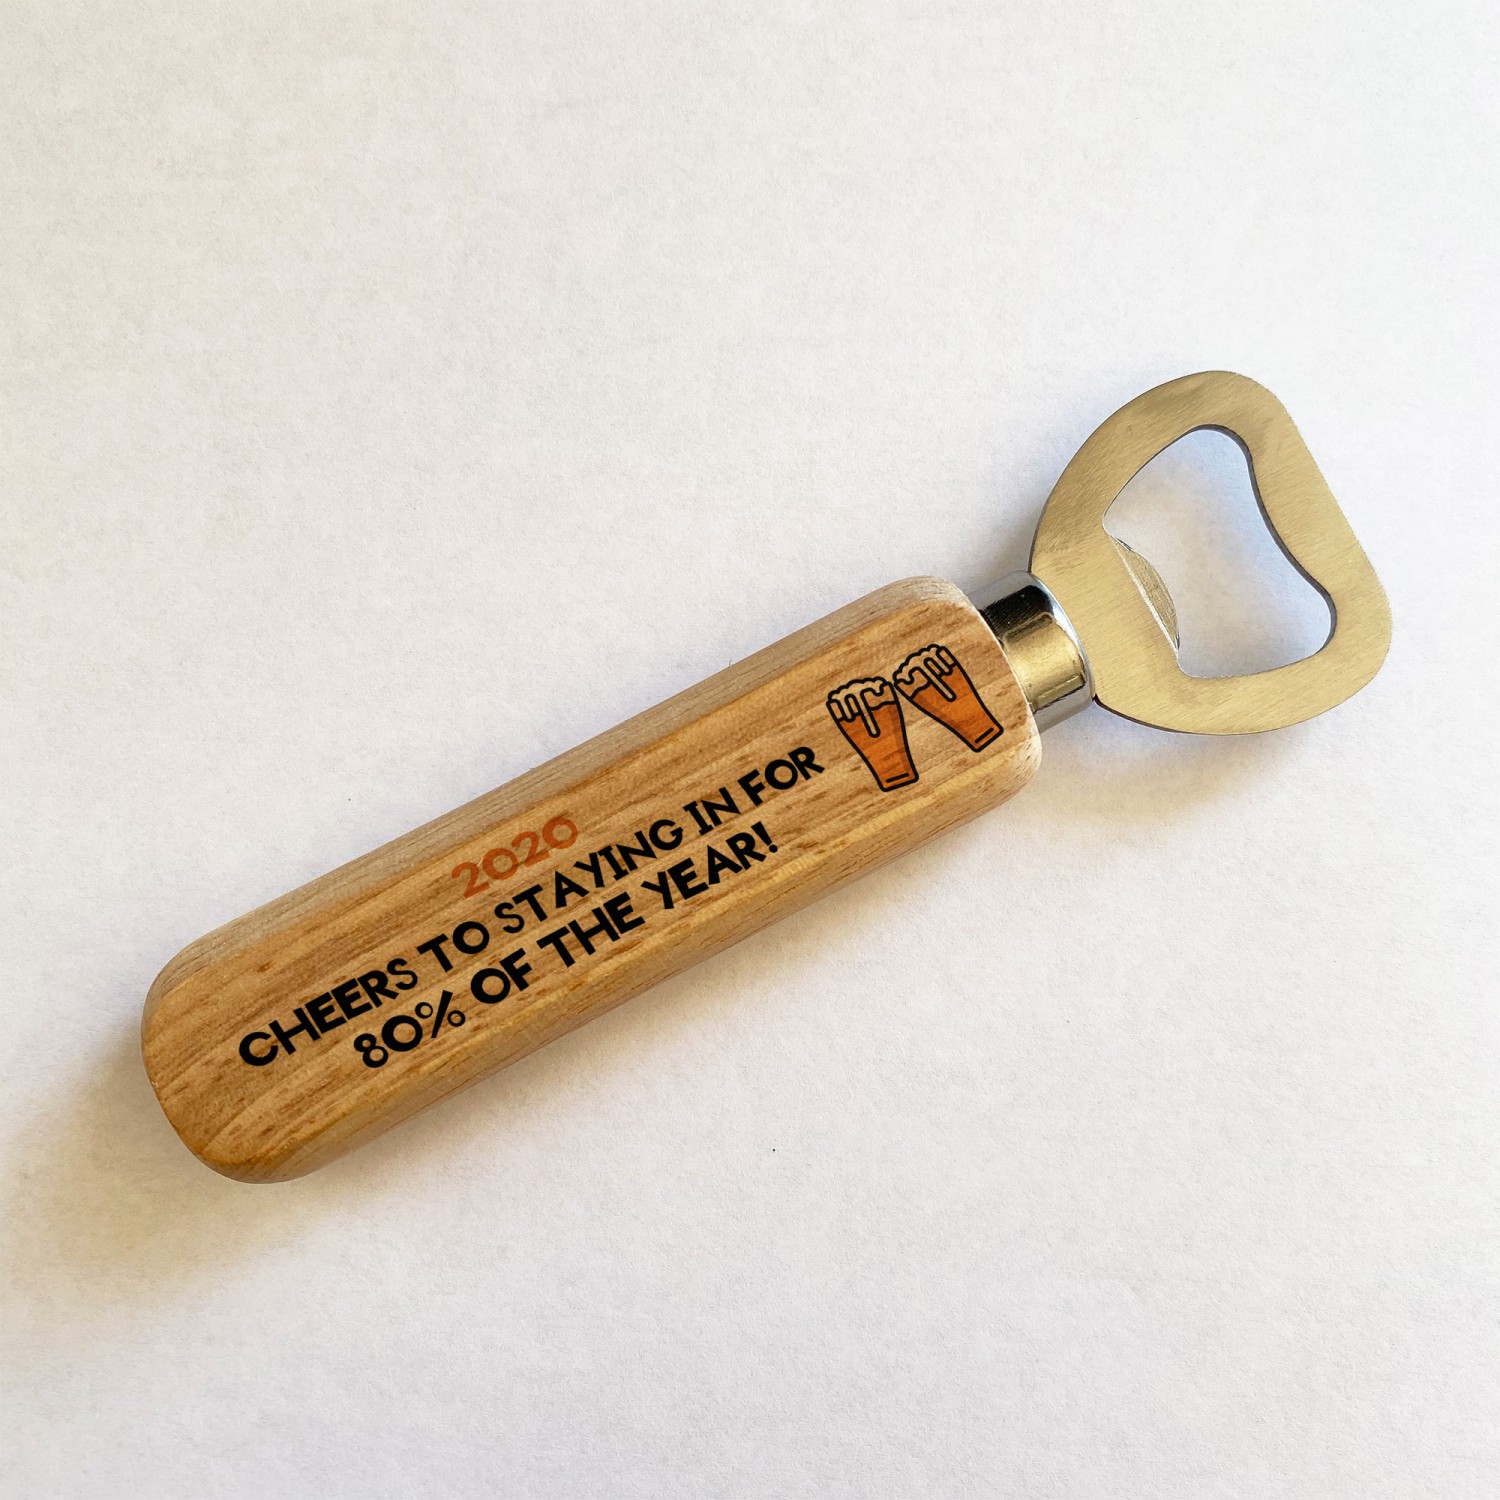 2020
CHEERS TO STAYING IN FOR
80% OF THE YEAR!